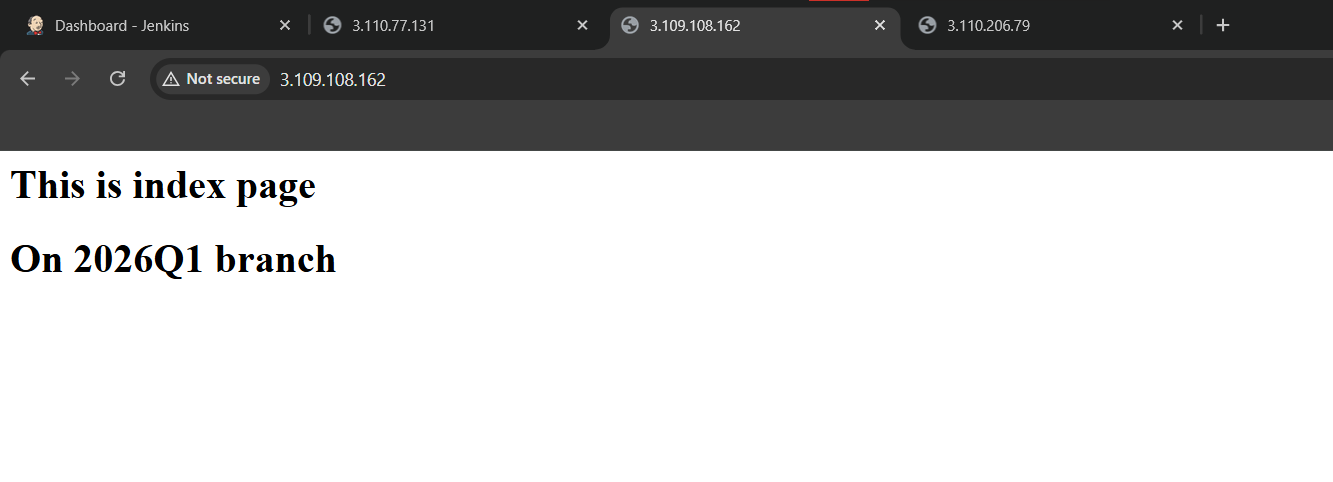 Dashboard - Jenkins
3.110.77.131
3.109.108.162
3.110.206.79
Not secure
3.109.108.162
This is index page
On 2026Q1 branch